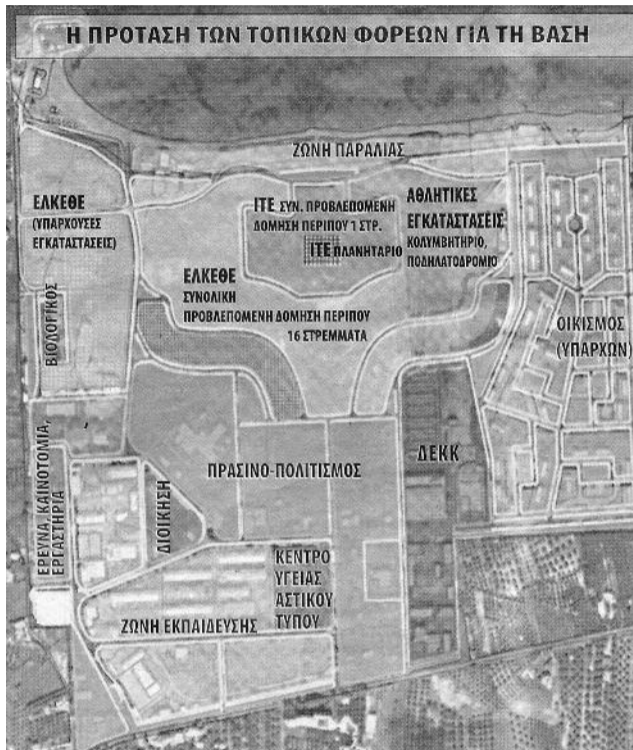 Η ΠΡΟΤΑΣΗ ΤΩΝ ΤΟΠΙΚΩΝ ΦΟΡΕΩΝ ΓΙΑ ΤΗ ΒΑΣΗ
ΖΩΝΗ ΠΑΡΑΛΙΑΣ
ΕΛΚΕΘΕ
(ΥΠΑΡΧΟΥΣΕΣ
ΕΓΚΑΤΑΣΤΑΣΕΙΣ)
ΙΤΕ ΣΥΝ. ΠΡΟΒΛΕΠΟΜΕΝΗ
ΔΟΜΗΣΗ ΠΕΡΙΠΟΥ 1 ΣΤΡ.
ΙΤΕ ΠΛΑΝΗΤΑΡΙΟ
ΑΘΛΗΤΙΚΕΣ
ΕΓΚΑΤΑΣΤΑΣΕΙΣ
ΚΟΛΥΜΒΗΤΗΡΙΟ,
ΠΟΔΗΛΑΤΟΔΡΟΜΙΟ
ΕΛΚΕΘΕ
ΣΥΝΟΛΙΚΗ
ΠΡΟΒΛΕΠΟΜΕΝΗ ΔΟΜΗΣΗ ΠΕΡΙΠΟΥ
16 ΣΤΡΕΜΜΑΤΑ
ΒΙΟΛΟΓΙΚΟΣ
ΟΙΚΙΣΜΟΣ
(ΥΠΑΡΧΩΝ)
ΠΡΑΣΙΝΟ-ΠΟΛΙΤΙΣΜΟΣ
ΔΕΚΚ
ΕΡΕΥΝΑ, ΚΑΙΝΟΤΟΜΙΑ,
ΕΡΓΑΣΤΗΡΙΑ
ΔΙΟΙΚΗΣΗ
ΚΕΝΤΡΟ
ΥΓΕΙΑΣ
ΑΣΤΙΚΟΥ
ΤΥΠΟΥ
ΖΩΝΗ ΕΚΠΑΙΔΕΥΣΗΣ